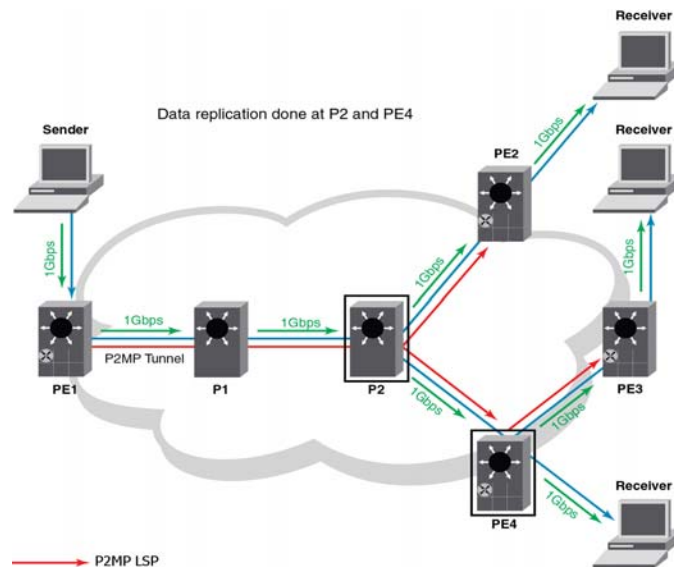 Receiver
Data replication done at P2 and PE4
1Gbps
Sender
PE2
Receiver
1Gbps
1Gbps
1Gbps
1Gbps
1Gbps
P2MP Tunnel
PE1
P1
P2
PE3
1Gbps
1Gbps
Receiver
PE4
1Gbps
P2MP LSP